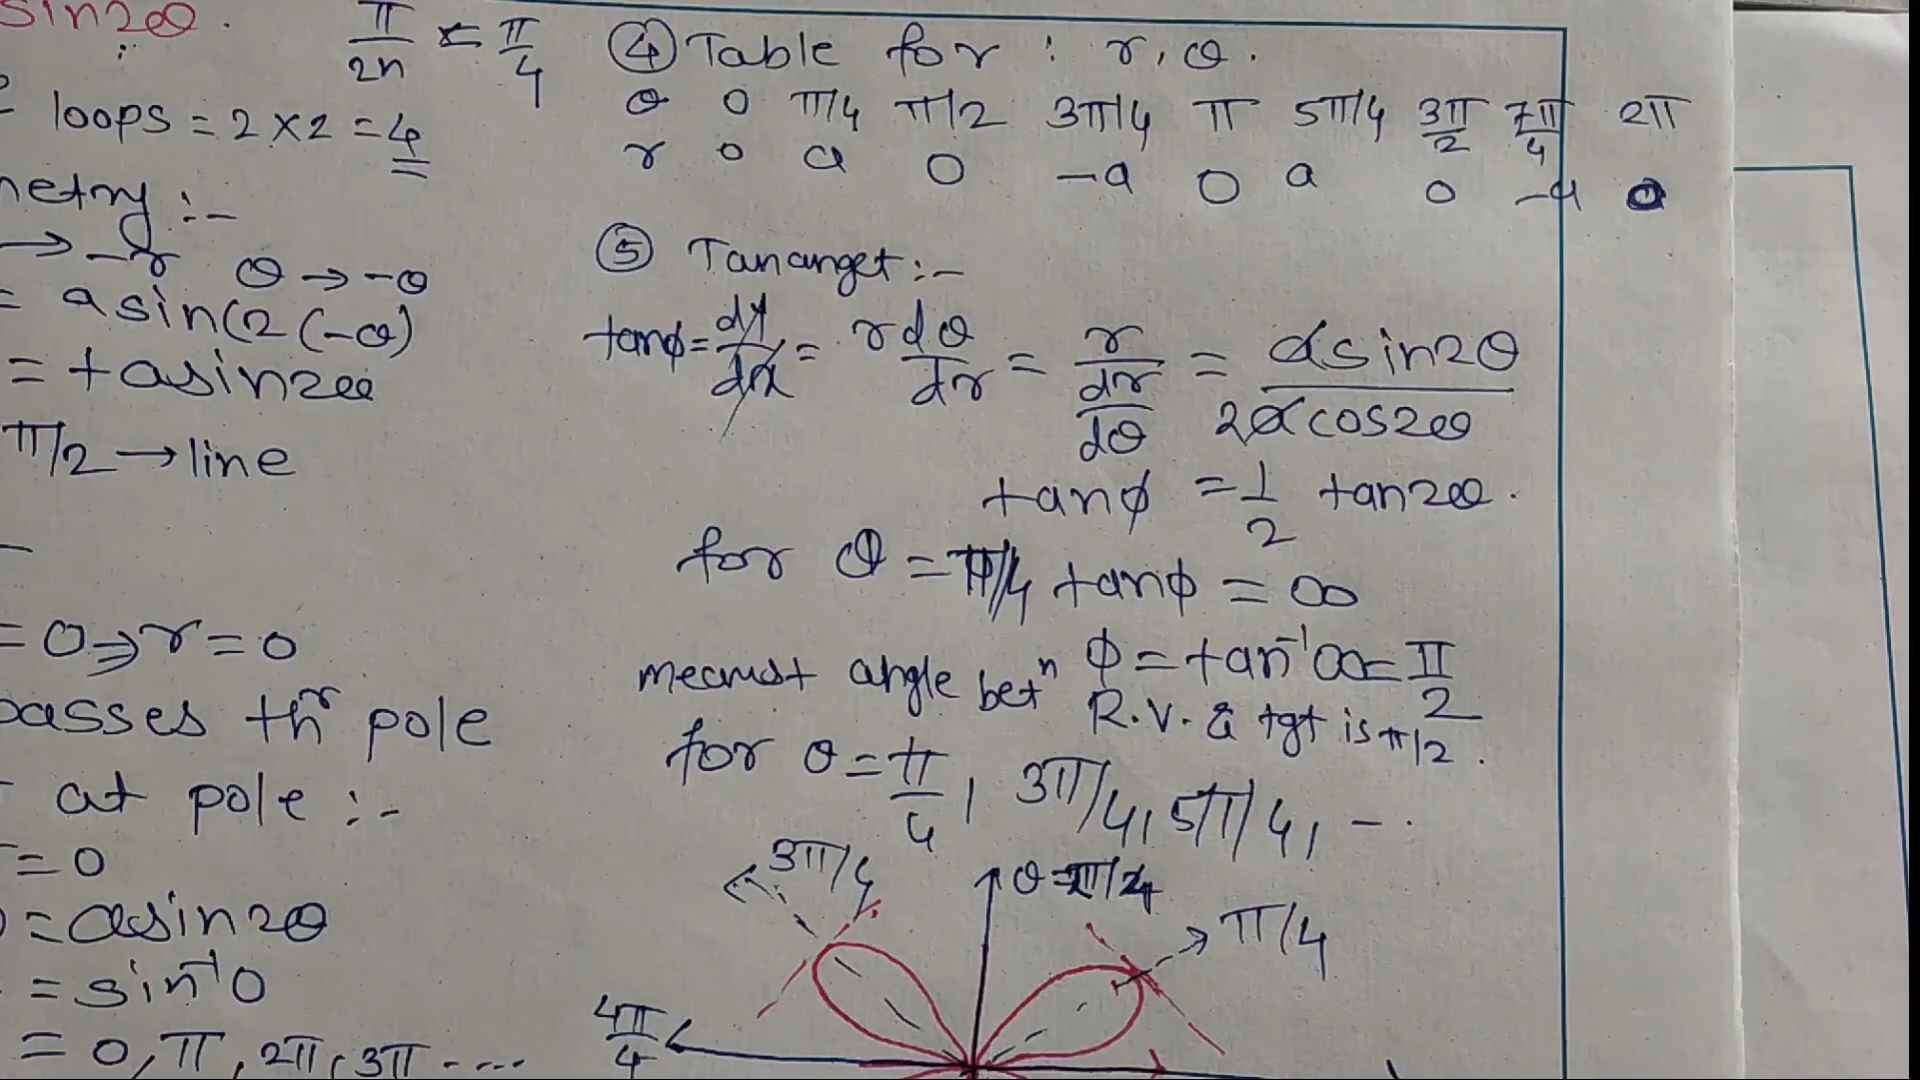 sin2θ.
π/2n = π/4
loops = 2 × 2 = 4
metry :-
→ -r θ → -θ
= a sin(2(-θ)
= + a sin2θ
π/2 → line
= 0 ⇒ r = 0
passes thr pole
at pole :-
= 0
= a sin2θ
= sin⁻¹0
= 0, π, 2π, 3π ----
④ Table for : r, θ.
θ 0 π/4 π/2 3π/4 π 5π/4 3π/2 7π/4 2π
r 0 a 0 -a 0 a 0 -a 0
⑤ Tananget :-
tanφ = dy/dx = r dθ/dr = r/(dr/dθ) = a sin2θ/2a cos2θ
tanφ = 1/2 tan2θ.
for θ = π/4 tanφ = ∞
φ = tan⁻¹∞ = π/2
angle betⁿ R.V. & tgt is π/2.
for θ = π/4, 3π/4, 5π/4, -..
3π/4
π/4
4π/4